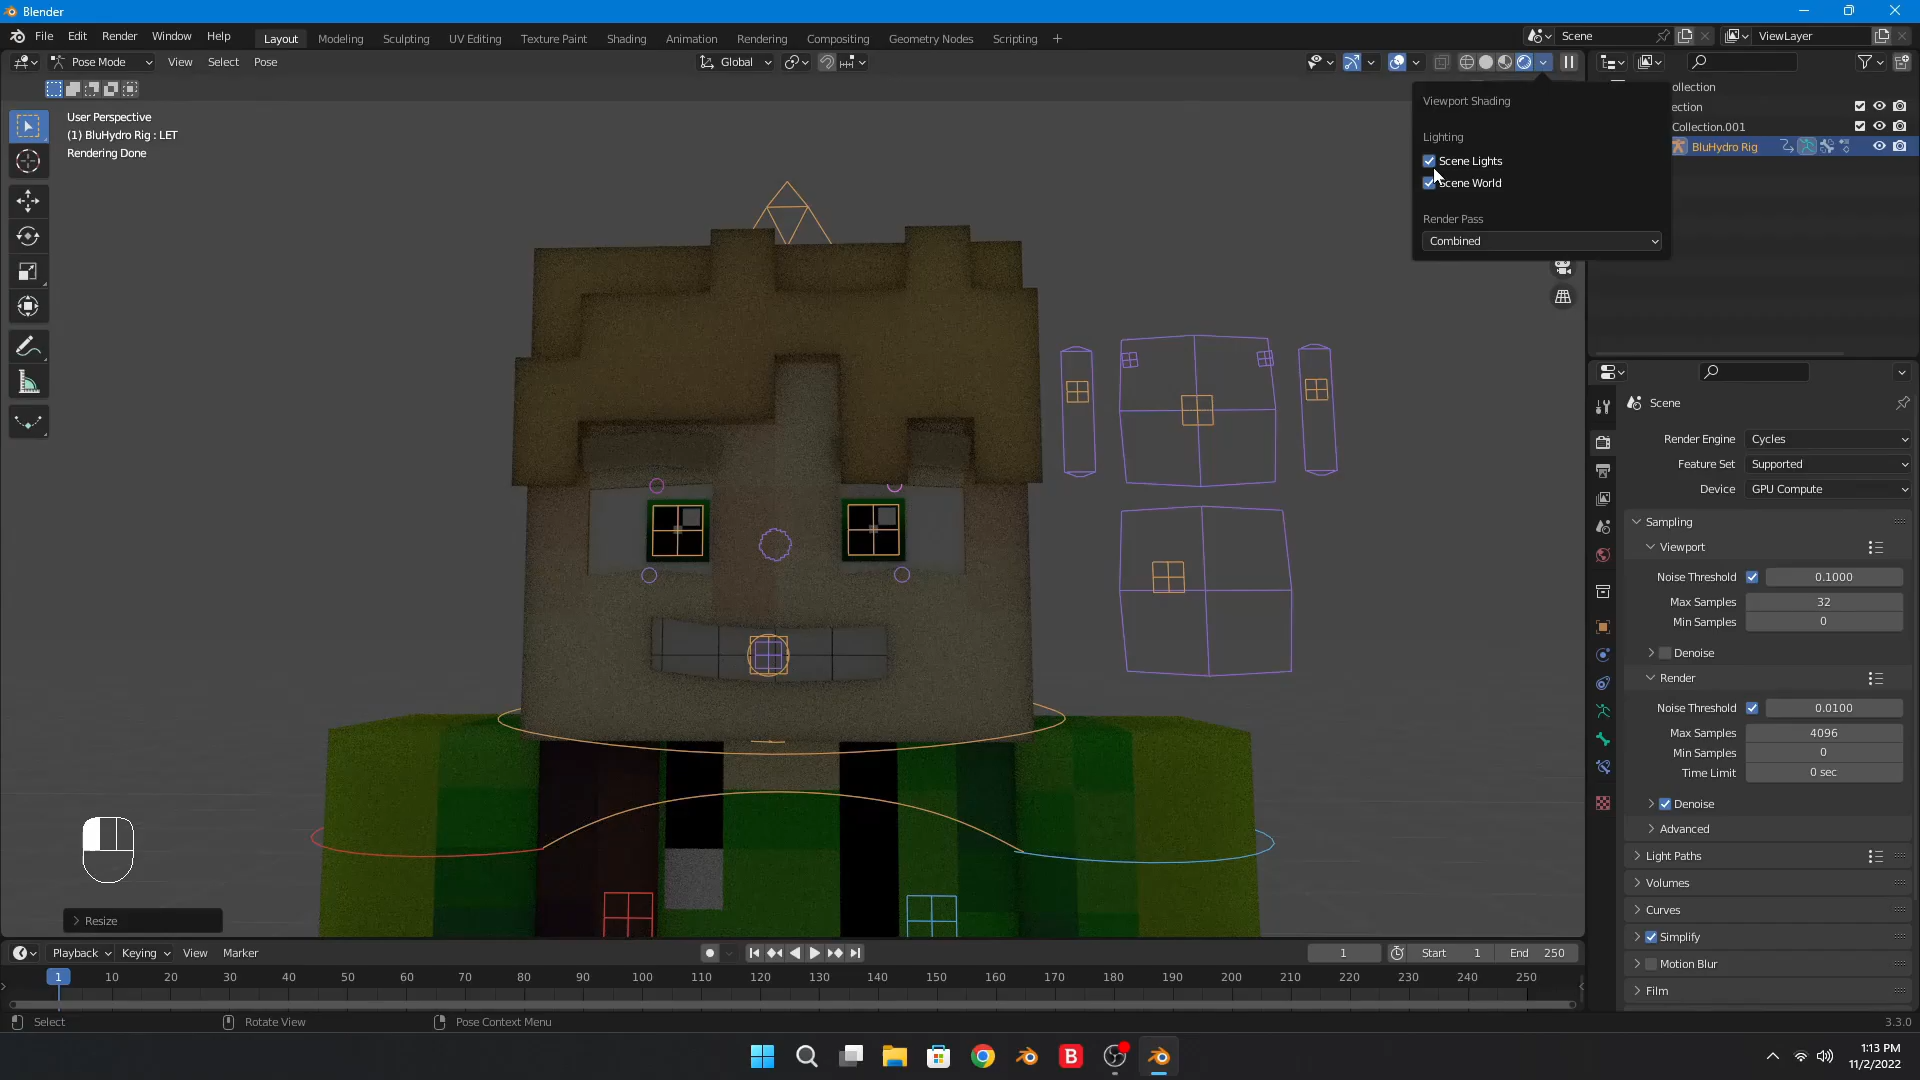 Blender
File Edit Render Window Help
Layout Modeling Sculpting UV Editing Texture Paint Shading Animation Rendering Compositing Geometry Nodes Scripting +
Scene ViewLayer
Pose Mode View Select Pose
Global
User Perspective
(1) BluHydro Rig : LET
Rendering Done
Viewport Shading
Lighting
Scene Lights
Scene World
Render Pass
Combined
ollection
ection
Collection.001
BluHydro Rig
Scene
Render Engine Cycles
Feature Set Supported
Device GPU Compute
Sampling
Viewport
Noise Threshold 0.1000
Max Samples 32
Min Samples 0
Denoise
Render
Noise Threshold 0.0100
Max Samples 4096
Min Samples 0
Time Limit 0 sec
Denoise
Advanced
Light Paths
Volumes
Curves
Simplify
Motion Blur
Film
Resize
Playback Keying View Marker
1 Start 1 End 250
1 10 20 30 40 50 60 70 80 90 100 110 120 130 140 150 160 170 180 190 200 210 220 230 240 250
Select Rotate View Pose Context Menu 3.3.0
B
1:13 PM
11/2/2022